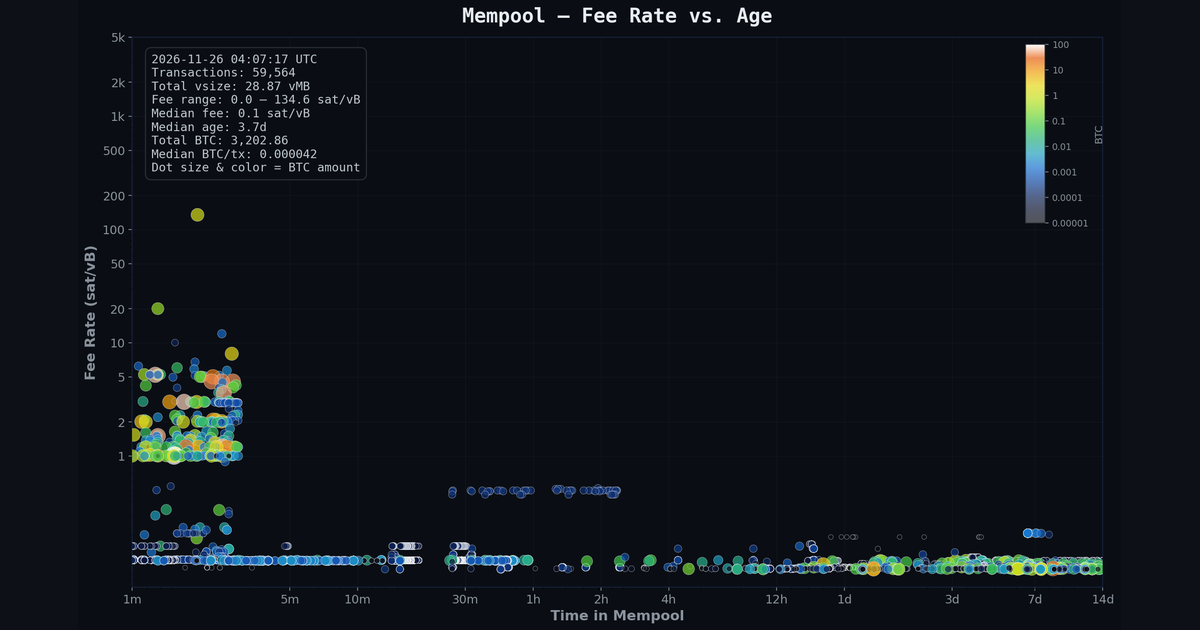 Mempool — Fee Rate vs. Age
2026-11-26 04:07:17 UTC
Transactions: 59,564
Total vsize: 28.87 vMB
Fee range: 0.0 – 134.6 sat/vB
Median fee: 0.1 sat/vB
Median age: 3.7d
Total BTC: 3,202.86
Median BTC/tx: 0.000042
Dot size & color = BTC amount
5k
2k
1k
500
200
100
50
20
10
5
2
1
Fee Rate (sat/vB)
100
10
1
0.1
0.01
0.001
0.0001
0.00001
BTC
1m
5m
10m
30m
1h
2h
4h
12h
1d
3d
7d
14d
Time in Mempool